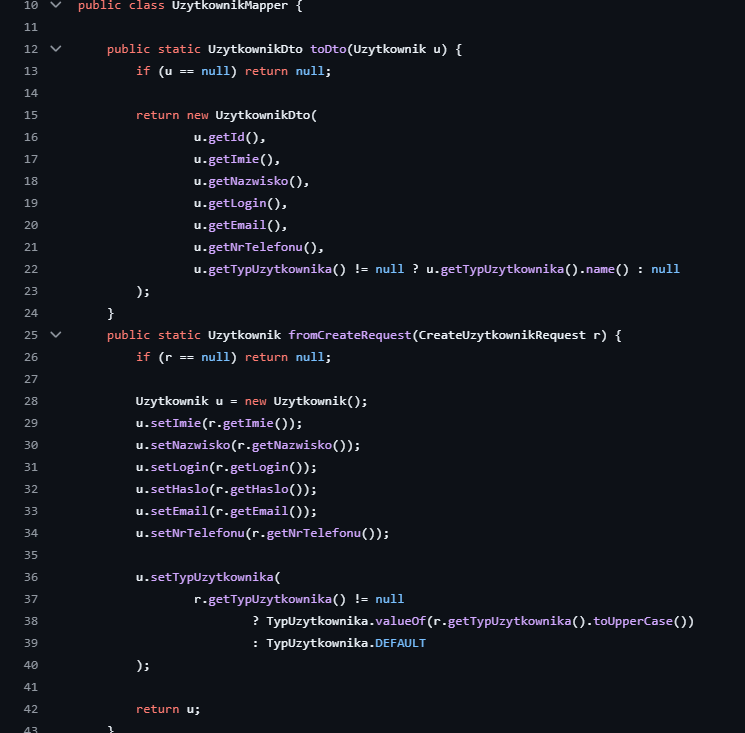 10 public class UzytkownikMapper {
11
12 public static UzytkownikDto toDto(Uzytkownik u) {
13 if (u == null) return null;
14
15 return new UzytkownikDto(
16 u.getId(),
17 u.getImie(),
18 u.getNazwisko(),
19 u.getLogin(),
20 u.getEmail(),
21 u.getNrTelefonu(),
22 u.getTypUzytkownika() != null ? u.getTypUzytkownika().name() : null
23 );
24 }
25 public static Uzytkownik fromCreateRequest(CreateUzytkownikRequest r) {
26 if (r == null) return null;
27
28 Uzytkownik u = new Uzytkownik();
29 u.setImie(r.getImie());
30 u.setNazwisko(r.getNazwisko());
31 u.setLogin(r.getLogin());
32 u.setHaslo(r.getHaslo());
33 u.setEmail(r.getEmail());
34 u.setNrTelefonu(r.getNrTelefonu());
35
36 u.setTypUzytkownika(
37 r.getTypUzytkownika() != null
38 ? TypUzytkownika.valueOf(r.getTypUzytkownika().toUpperCase())
39 : TypUzytkownika.DEFAULT
40 );
41
42 return u;
43 }